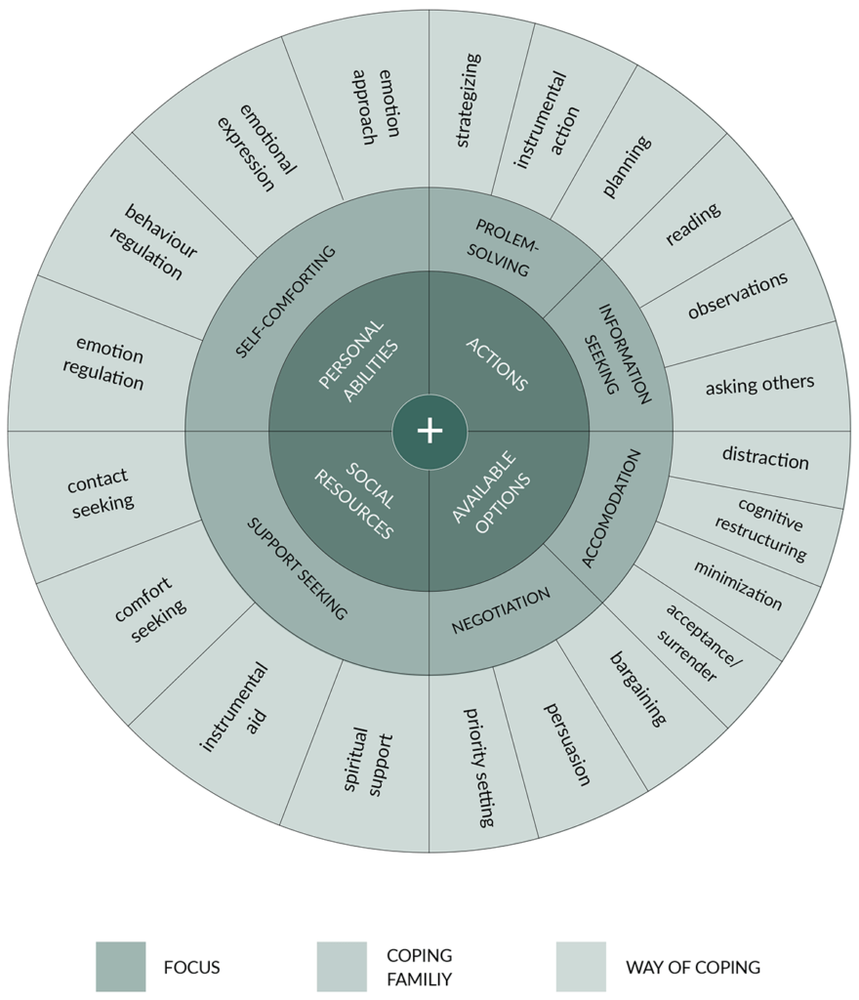 emotion
approach
strategizing
instrumental
action
planning
reading
observations
asking others
distraction
cognitive
restructuring
minimization
acceptance/
surrender
bargaining
persuasion
priority setting
spiritual
support
instrumental
aid
comfort
seeking
contact
seeking
emotion
regulation
behaviour
regulation
emotional
expression
SELF-COMFORTING
PROLEM-
SOLVING
INFORMATION
SEEKING
ACCOMODATION
NEGOTIATION
SUPPORT SEEKING
PERSONAL
ABILITIES
ACTIONS
AVAILABLE
OPTIONS
SOCIAL
RESOURCES
+
FOCUS
COPING
FAMILIY
WAY OF COPING